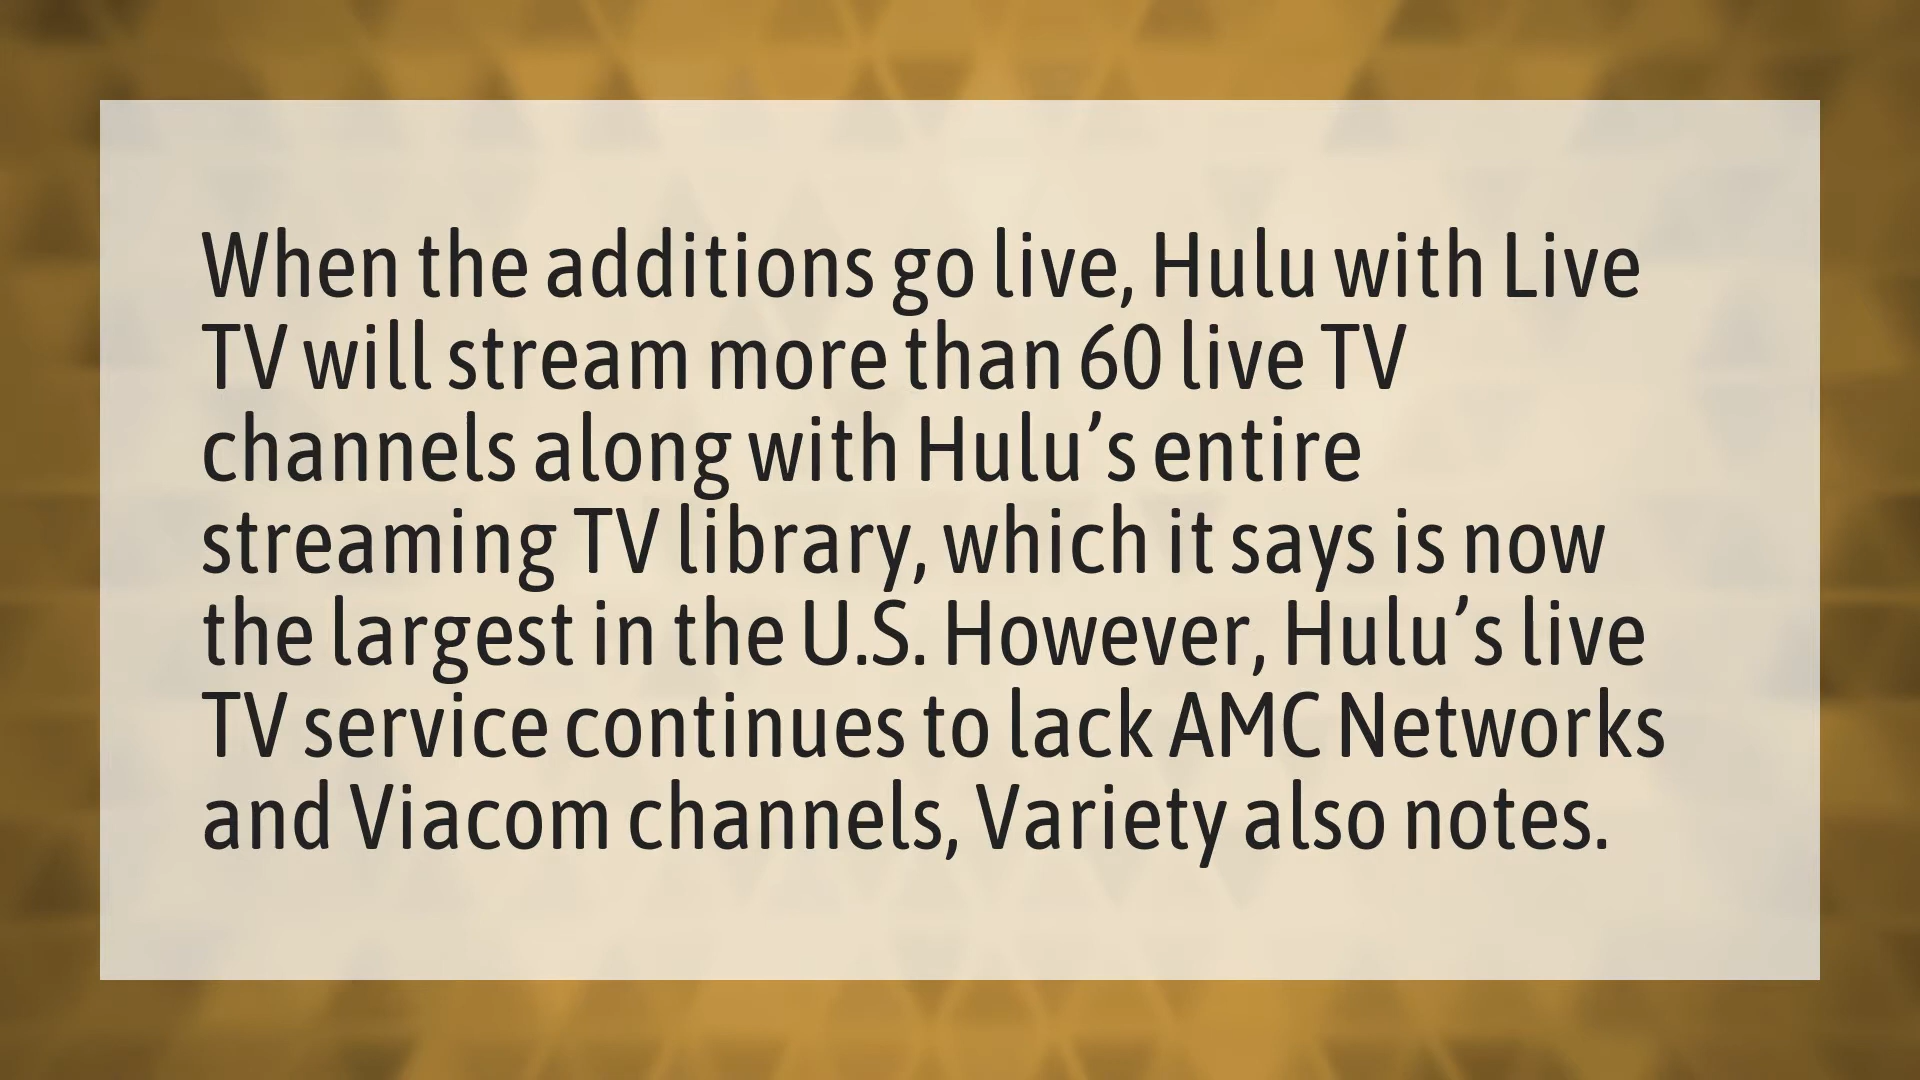 When the additions go live, Hulu with Live
TV will stream more than 60 live TV
channels along with Hulu’s entire
streaming TV library, which it says is now
the largest in the U.S. However, Hulu’s live
TV service continues to lack AMC Networks
and Viacom channels, Variety also notes.